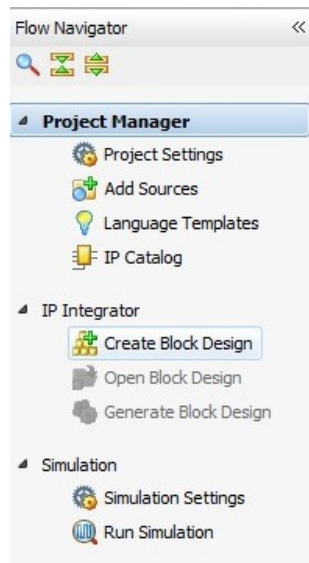 Flow Navigator
Project Manager
Project Settings
Add Sources
Language Templates
IP Catalog
IP Integrator
Create Block Design
Open Block Design
Generate Block Design
Simulation
Simulation Settings
Run Simulation